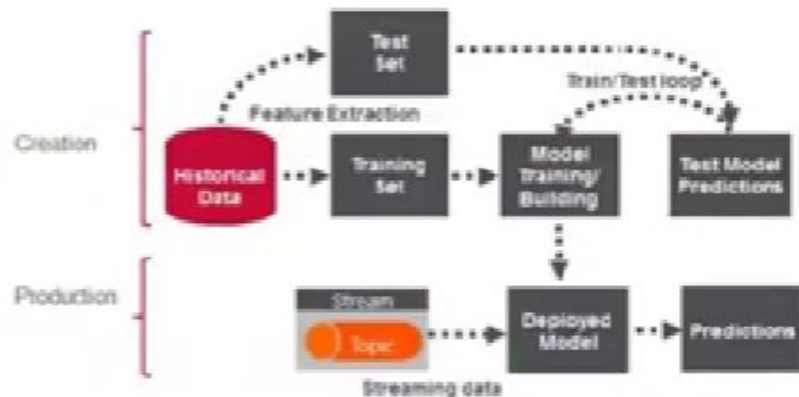 Test
Set
Train/Test loop
Feature Extraction
Creation
Historical
Data
Training
Set
Model
Training/
Building
Test Model
Predictions
Production
Stream
Topic
Deployed
Model
Predictions
Streaming data